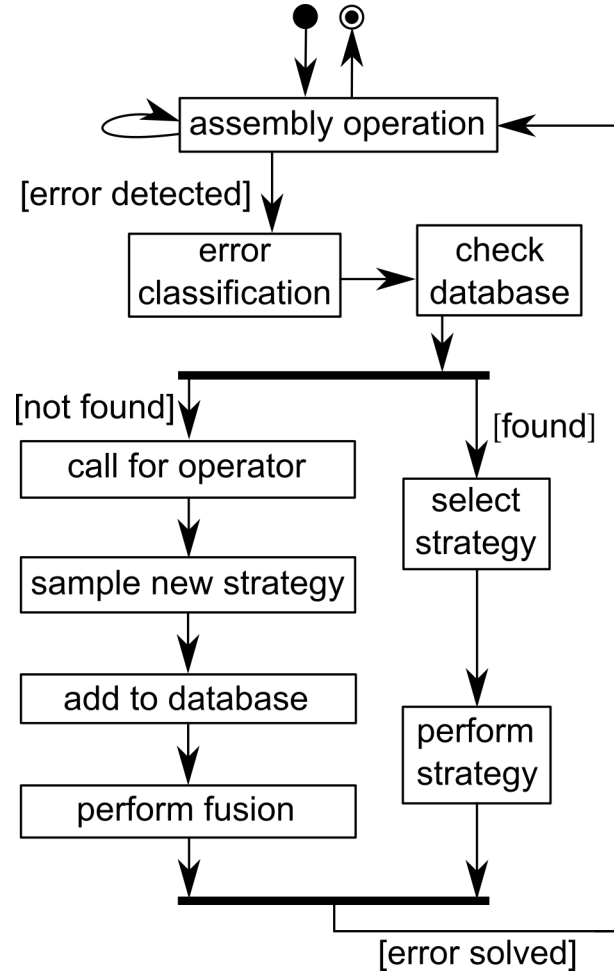 assembly operation
[error detected]
error
classification
check
database
[not found]
[found]
call for operator
select
strategy
sample new strategy
add to database
perform
strategy
perform fusion
[error solved]